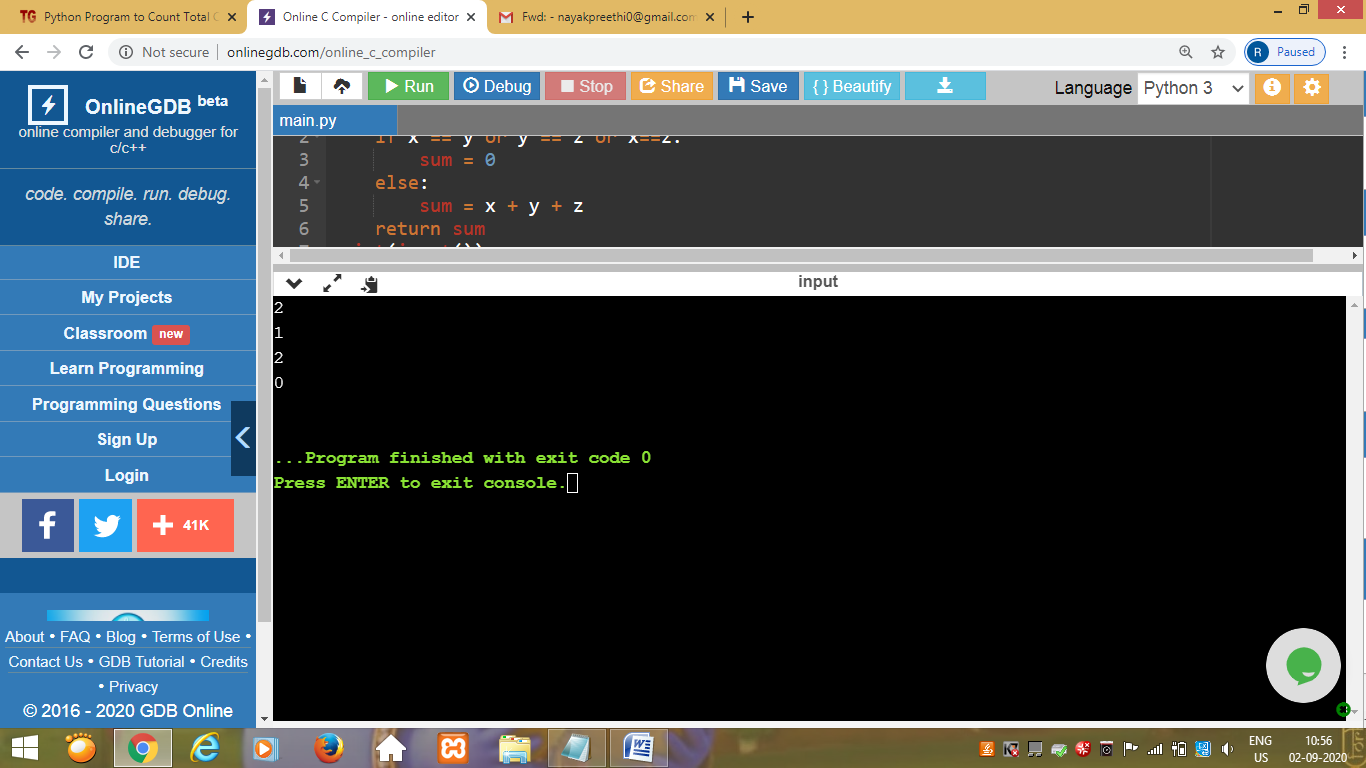 Python Program to Count Total C
Online C Compiler - online editor
Fwd: - nayakpreethi0@gmail.com
Not secure | onlinegdb.com/online_c_compiler
R Paused
OnlineGDB beta
online compiler and debugger for
c/c++
code. compile. run. debug.
share.
IDE
My Projects
Classroom new
Learn Programming
Programming Questions
Sign Up
Login
41K
About • FAQ • Blog • Terms of Use •
Contact Us • GDB Tutorial • Credits
• Privacy
© 2016 - 2020 GDB Online
Run Debug Stop Share Save { } Beautify
Language Python 3
main.py
2 if x == y or y == z or x==z:
3 sum = 0
4 else:
5 sum = x + y + z
6 return sum
input
2
1
2
0
...Program finished with exit code 0
Press ENTER to exit console.
ENG
US
10:56
02-09-2020